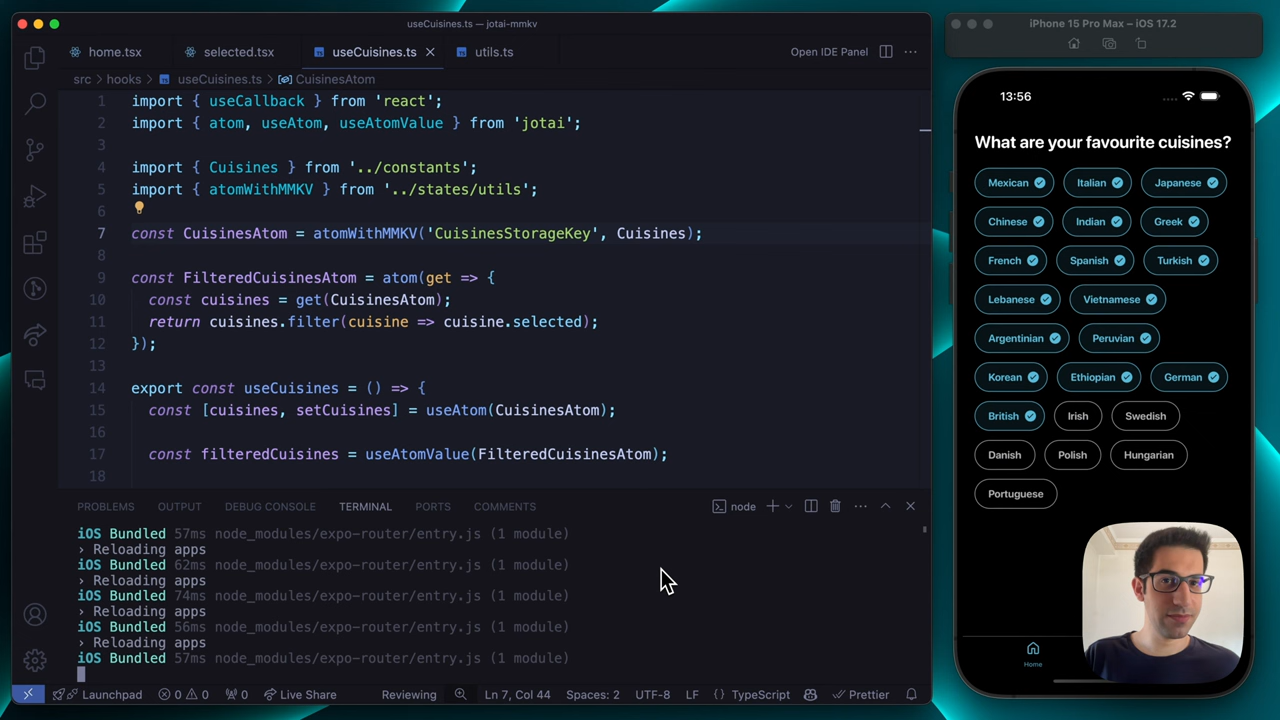 useCuisines.ts — jotai-mmkv
home.tsx selected.tsx useCuisines.ts utils.ts Open IDE Panel
src › hooks › useCuisines.ts › CuisinesAtom
1 import { useCallback } from 'react';
2 import { atom, useAtom, useAtomValue } from 'jotai';
3
4 import { Cuisines } from '../constants';
5 import { atomWithMMKV } from '../states/utils';
6
7 const CuisinesAtom = atomWithMMKV('CuisinesStorageKey', Cuisines);
8
9 const FilteredCuisinesAtom = atom(get => {
10 const cuisines = get(CuisinesAtom);
11 return cuisines.filter(cuisine => cuisine.selected);
12 });
13
14 export const useCuisines = () => {
15 const [cuisines, setCuisines] = useAtom(CuisinesAtom);
16
17 const filteredCuisines = useAtomValue(FilteredCuisinesAtom);
18
PROBLEMS OUTPUT DEBUG CONSOLE TERMINAL PORTS COMMENTS node
iOS Bundled 57ms node_modules/expo-router/entry.js (1 module)
› Reloading apps
iOS Bundled 62ms node_modules/expo-router/entry.js (1 module)
› Reloading apps
iOS Bundled 74ms node_modules/expo-router/entry.js (1 module)
› Reloading apps
iOS Bundled 56ms node_modules/expo-router/entry.js (1 module)
› Reloading apps
iOS Bundled 57ms node_modules/expo-router/entry.js (1 module)
Launchpad 0 0 0 Live Share Reviewing Ln 7, Col 44 Spaces: 2 UTF-8 LF { } TypeScript Prettier
iPhone 15 Pro Max – iOS 17.2
13:56
What are your favourite cuisines?
Mexican Italian Japanese
Chinese Indian Greek
French Spanish Turkish
Lebanese Vietnamese
Argentinian Peruvian
Korean Ethiopian German
British Irish Swedish
Danish Polish Hungarian
Portuguese
Home